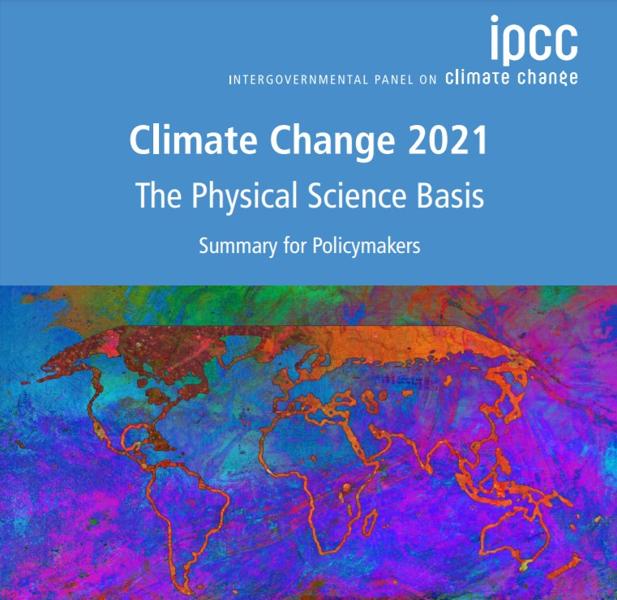 ipcc
INTERGOVERNMENTAL PANEL ON climate change
Climate Change 2021
The Physical Science Basis
Summary for Policymakers